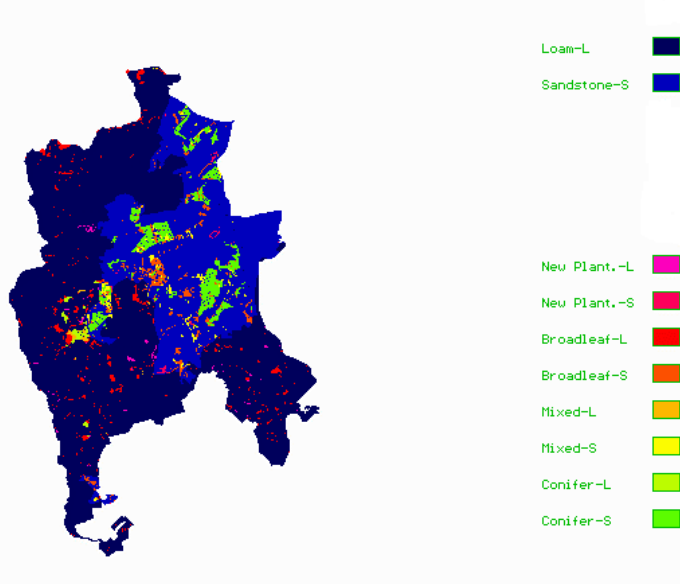 Loam-L
Sandstone-S
New Plant.-L
New Plant.-S
Broadleaf-L
Broadleaf-S
Mixed-L
Mixed-S
Conifer-L
Conifer-S